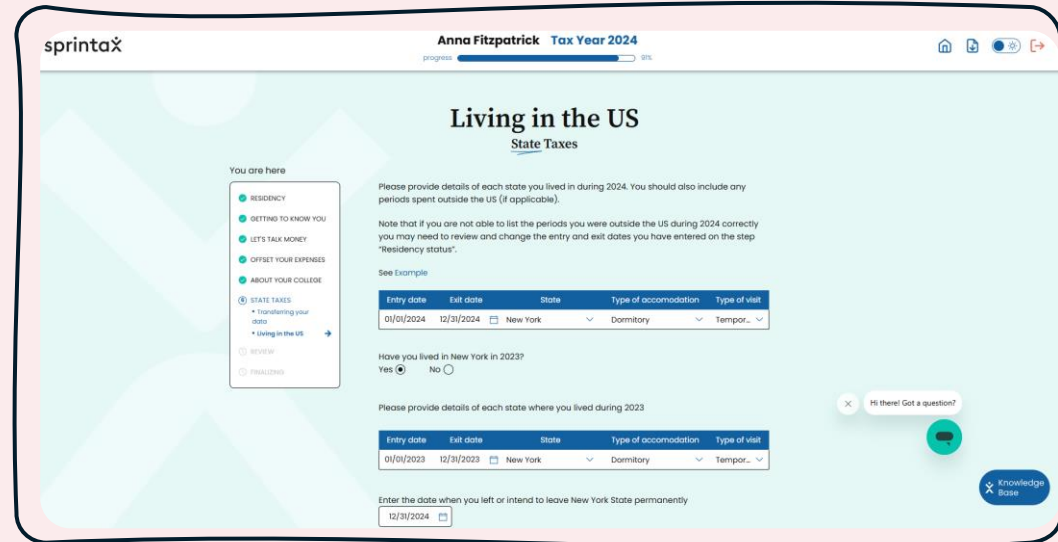 sprintax
Anna Fitzpatrick Tax Year 2024
progress 91%
Living in the US
State Taxes
You are here
RESIDENCY
GETTING TO KNOW YOU
LET'S TALK MONEY
OFFSET YOUR EXPENSES
ABOUT YOUR COLLEGE
6 STATE TAXES
• Transferring your
data
• Living in the US
REVIEW
FINALIZING
Please provide details of each state you lived in during 2024. You should also include any
periods spent outside the US (if applicable).
Note that if you are not able to list the periods you were outside the US during 2024 correctly
you may need to review and change the entry and exit dates you have entered on the step
"Residency status".
See Example
Entry date Exit date State Type of accomodation Type of visit
01/01/2024 12/31/2024 New York Dormitory Tempor...
Have you lived in New York in 2023?
Yes No
Please provide details of each state where you lived during 2023
Entry date Exit date State Type of accomodation Type of visit
01/01/2023 12/31/2023 New York Dormitory Tempor...
Enter the date when you left or intend to leave New York State permanently
12/31/2024
Hi there! Got a question?
Knowledge
Base